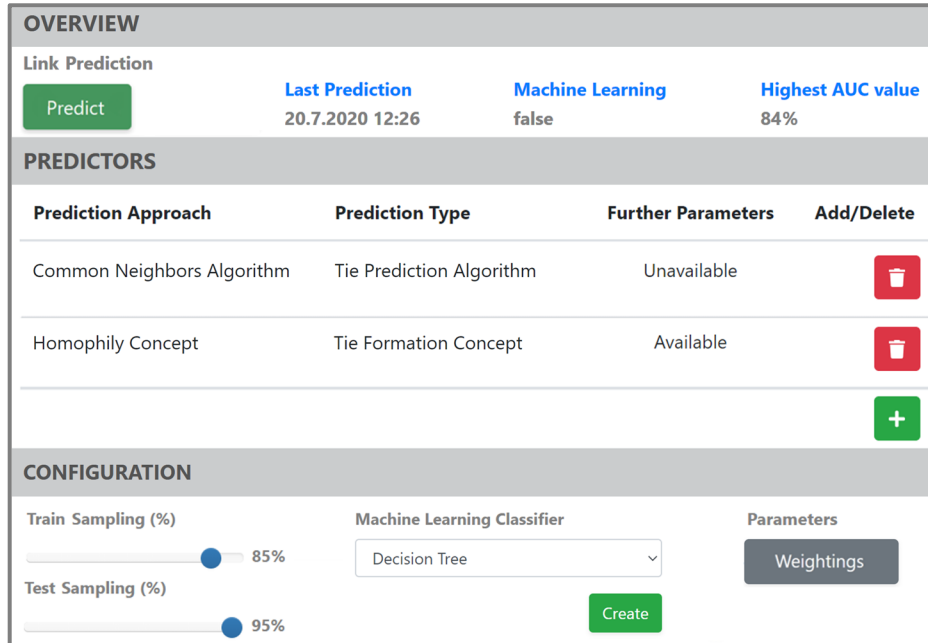 OVERVIEW
Link Prediction
Predict
Last Prediction Machine Learning Highest AUC value
20.7.2020 12:26 false 84%
PREDICTORS
Prediction Approach Prediction Type Further Parameters Add/Delete
Common Neighbors Algorithm Tie Prediction Algorithm Unavailable
Homophily Concept Tie Formation Concept Available
CONFIGURATION
Train Sampling (%) Machine Learning Classifier Parameters
85% Decision Tree Weightings
Test Sampling (%)
95% Create